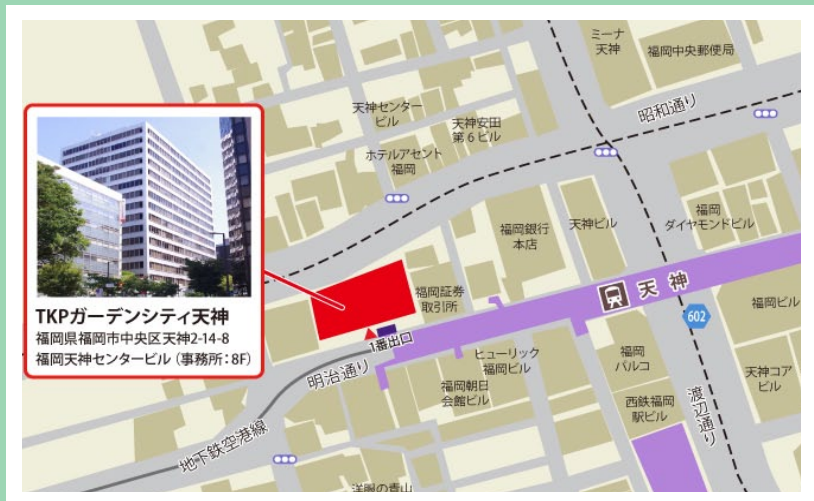 ミーナ
天神
福岡中央郵便局
昭和通り
天神センター
ビル
天神安田
第6ビル
ホテルアセント
福岡
福岡銀行
本店
天神ビル
福岡
ダイヤモンドビル
福岡証券
取引所
天神
602
福岡ビル
TKPガーデンシティ天神
福岡県福岡市中央区天神2-14-8
福岡天神センタービル(事務所:8F)
1番出口
明治通り
ヒューリック
福岡ビル
福岡
パルコ
天神コア
ビル
福岡朝日
会館ビル
西鉄福岡
駅ビル
渡辺通り
地下鉄空港線
洋服の青山